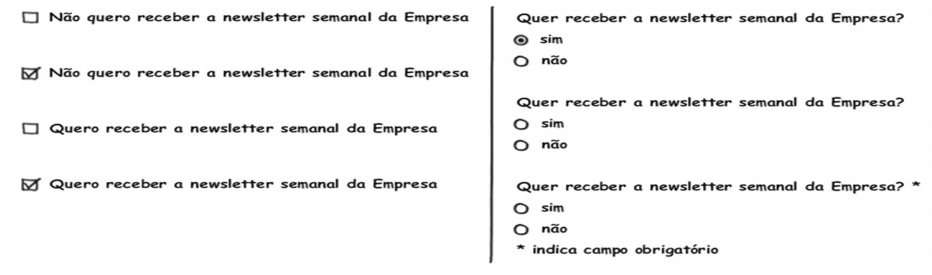 Não quero receber a newsletter semanal da Empresa
Não quero receber a newsletter semanal da Empresa
Quero receber a newsletter semanal da Empresa
Quero receber a newsletter semanal da Empresa
Quer receber a newsletter semanal da Empresa?
sim
não
Quer receber a newsletter semanal da Empresa?
sim
não
Quer receber a newsletter semanal da Empresa? *
sim
não
* indica campo obrigatório